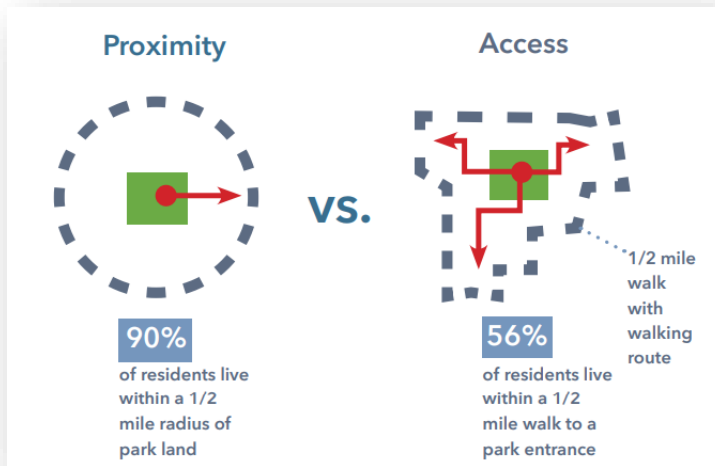 Proximity
90%
of residents live
within a 1/2
mile radius of
park land
vs.
Access
1/2 mile
walk
with
walking
route
56%
of residents live
within a 1/2
mile walk to a
park entrance